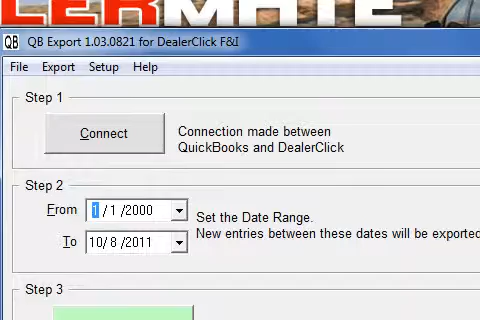 LERMATE
QB QB Export 1.03.0821 for DealerClick F&I
File Export Setup Help
Step 1
Connect
Connection made between
QuickBooks and DealerClick
Step 2
From 1 / 1 /2000
Set the Date Range.
To 10/ 8 /2011
New entries between these dates will be exported
Step 3